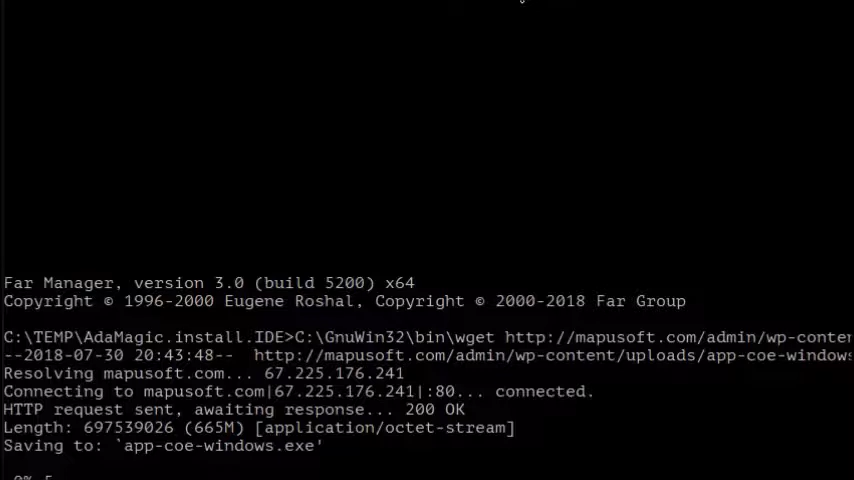 Far Manager, version 3.0 (build 5200) x64
Copyright © 1996-2000 Eugene Roshal, Copyright © 2000-2018 Far Group
C:\TEMP\AdaMagic.install.IDE>C:\GnuWin32\bin\wget http://mapusoft.com/admin/wp-conten
--2018-07-30 20:43:48--  http://mapusoft.com/admin/wp-content/uploads/app-coe-windows
Resolving mapusoft.com... 67.225.176.241
Connecting to mapusoft.com|67.225.176.241|:80... connected.
HTTP request sent, awaiting response... 200 OK
Length: 697539026 (665M) [application/octet-stream]
Saving to: `app-coe-windows.exe'